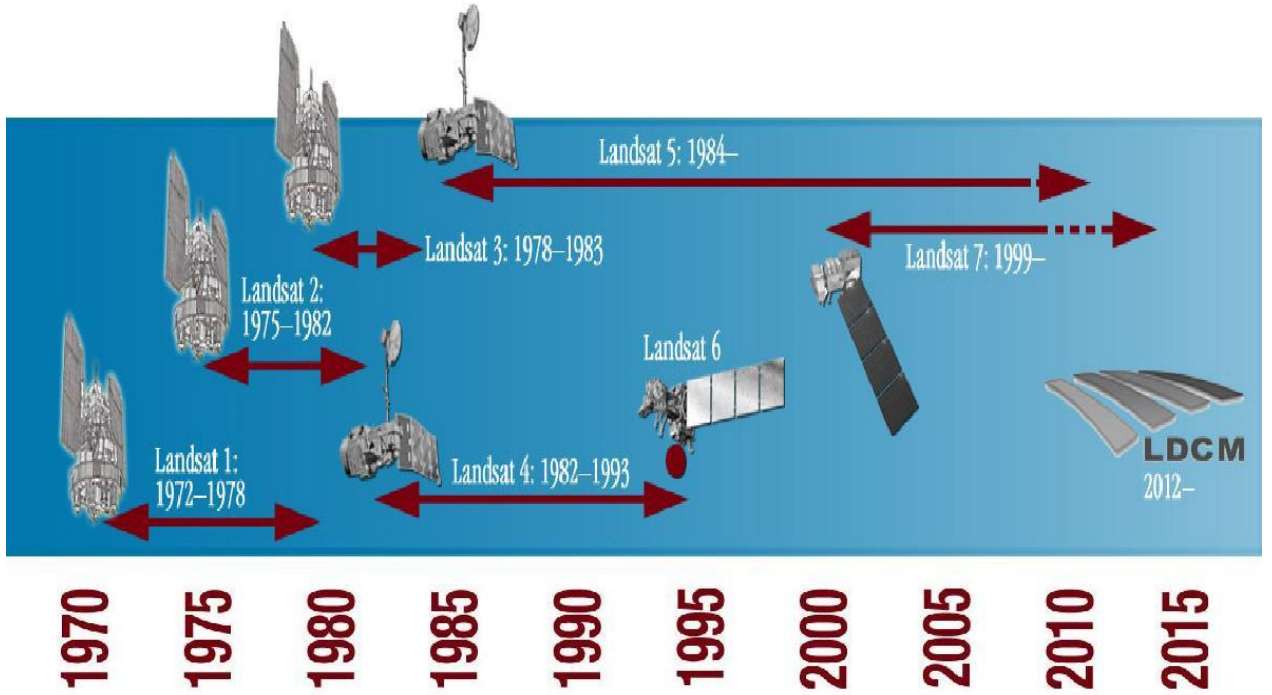 Landsat 5: 1984–
Landsat 3: 1978–1983
Landsat 7: 1999–
Landsat 2:
1975–1982
Landsat 6
Landsat 1:
1972–1978
Landsat 4: 1982–1993
LDCM
2012–
1970
1975
1980
1985
1990
1995
2000
2005
2010
2015